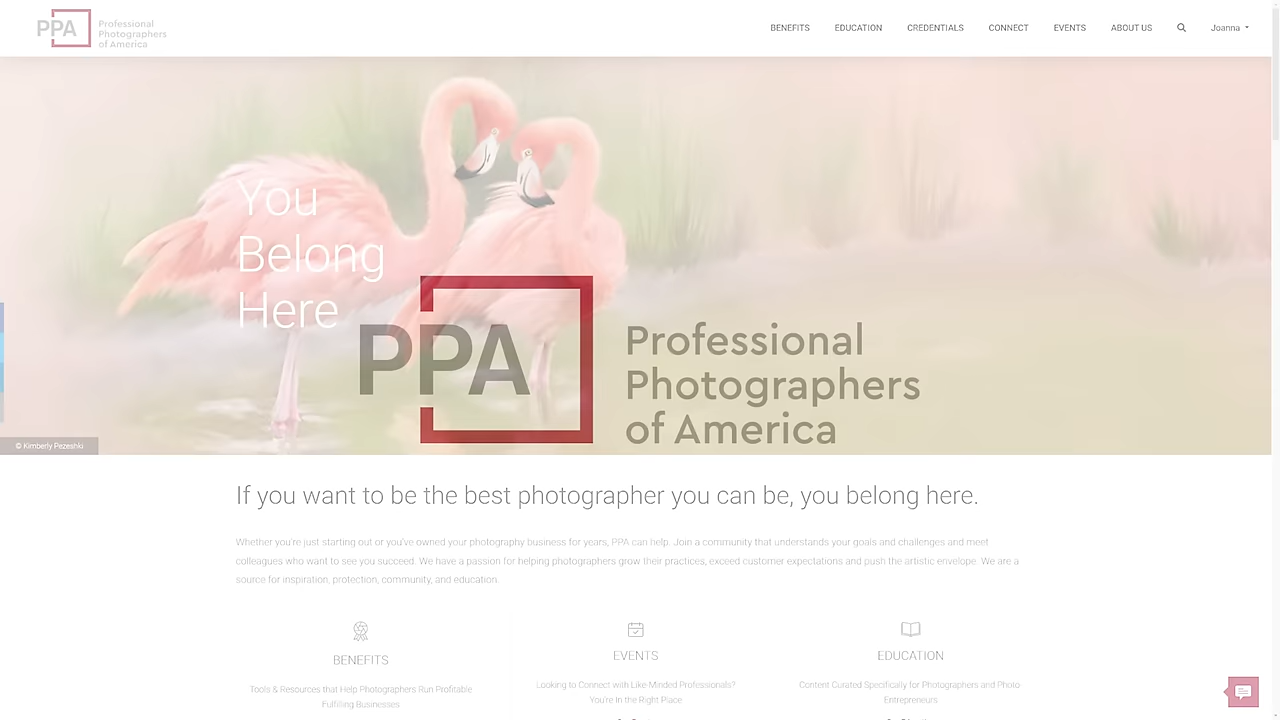 PPA
Professional
Photographers
of America
BENEFITS EDUCATION CREDENTIALS CONNECT EVENTS ABOUT US Joanna
You
Belong
Here
PPA
Professional
Photographers
of America
© Kimberly Pezeshki
If you want to be the best photographer you can be, you belong here.
Whether you're just starting out or you've owned your photography business for years, PPA can help. Join a community that understands your goals and challenges and meet
colleagues who want to see you succeed. We have a passion for helping photographers grow their practices, exceed customer expectations and push the artistic envelope. We are a
source for inspiration, protection, community, and education.
BENEFITS
Tools & Resources that Help Photographers Run Profitable
Fulfilling Businesses
EVENTS
Looking to Connect with Like-Minded Professionals?
You're In the Right Place
EDUCATION
Content Curated Specifically for Photographers and Photo
Entrepreneurs